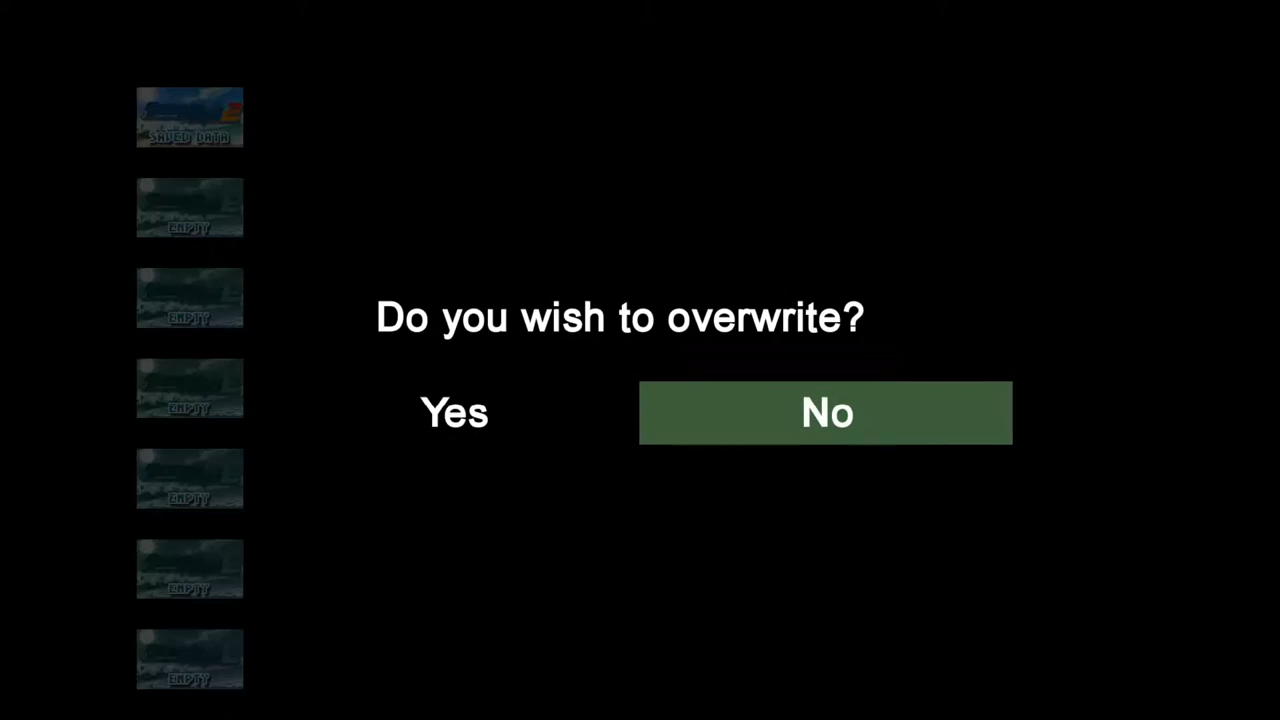 SAVED DATA
EMPTY
EMPTY
Do you wish to overwrite?
EMPTY
Yes
No
EMPTY
EMPTY
EMPTY